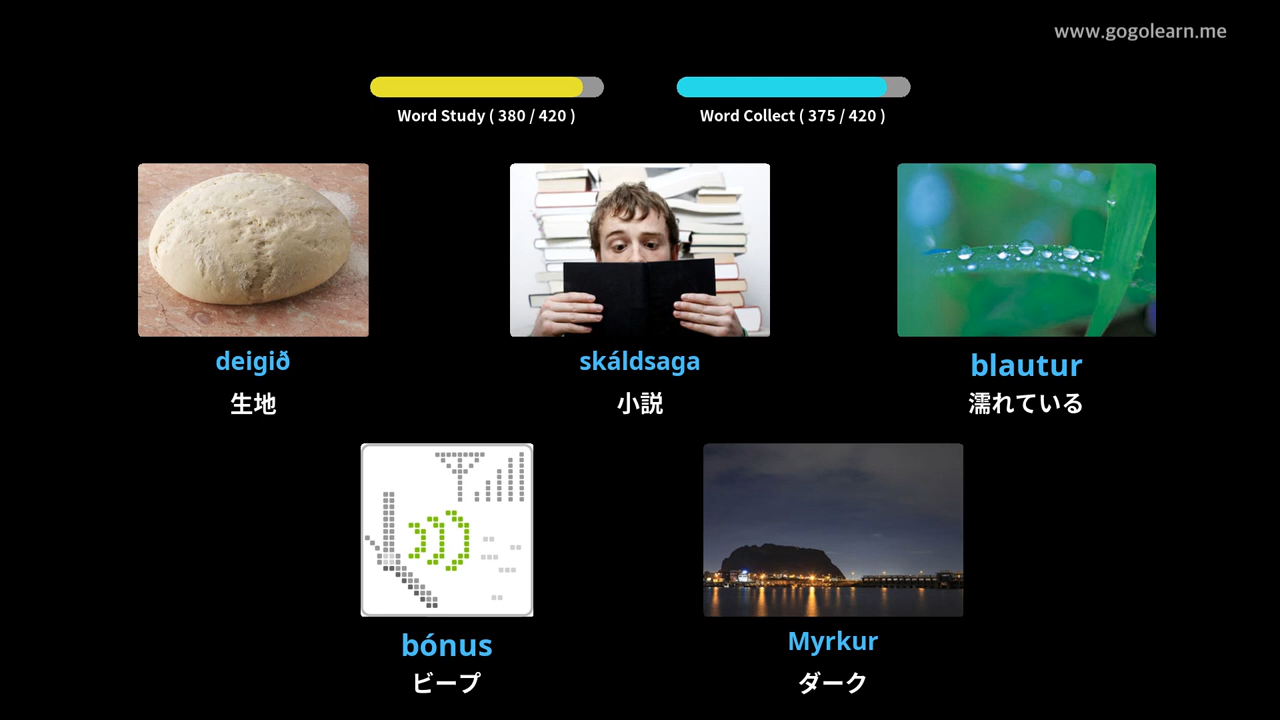 www.gogolearn.me
Word Study ( 380 / 420 )
Word Collect ( 375 / 420 )
deigið
skáldsaga
blautur
生地
小説
濡れている
bónus
Myrkur
ビープ
ダーク